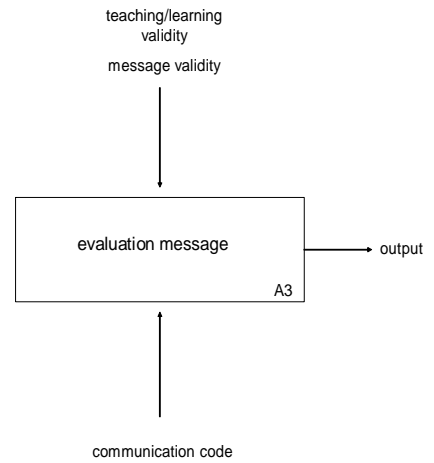 teaching/learning
validity
message validity
evaluation message
output
A3
communication code